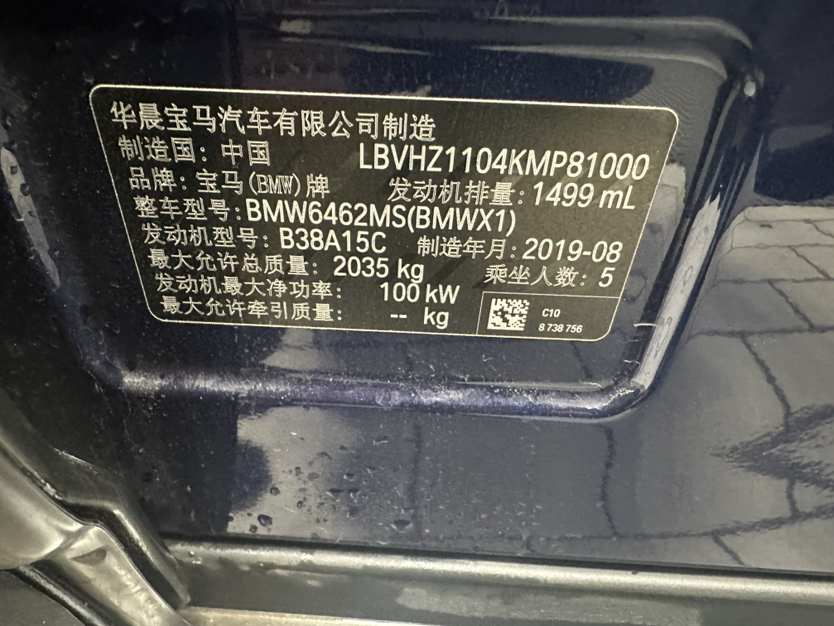 华晨宝马汽车有限公司制造
制造国: 中国 LBVHZ1104KMP81000
品牌: 宝马(BMW)牌 发动机排量: 1499 mL
整车型号: BMW6462MS(BMWX1)
发动机型号: B38A15C 制造年月: 2019-08
最大允许总质量: 2035 kg 乘坐人数: 5
发动机最大净功率: 100 kW
最大允许牵引质量: -- kg
C10
8 738 756